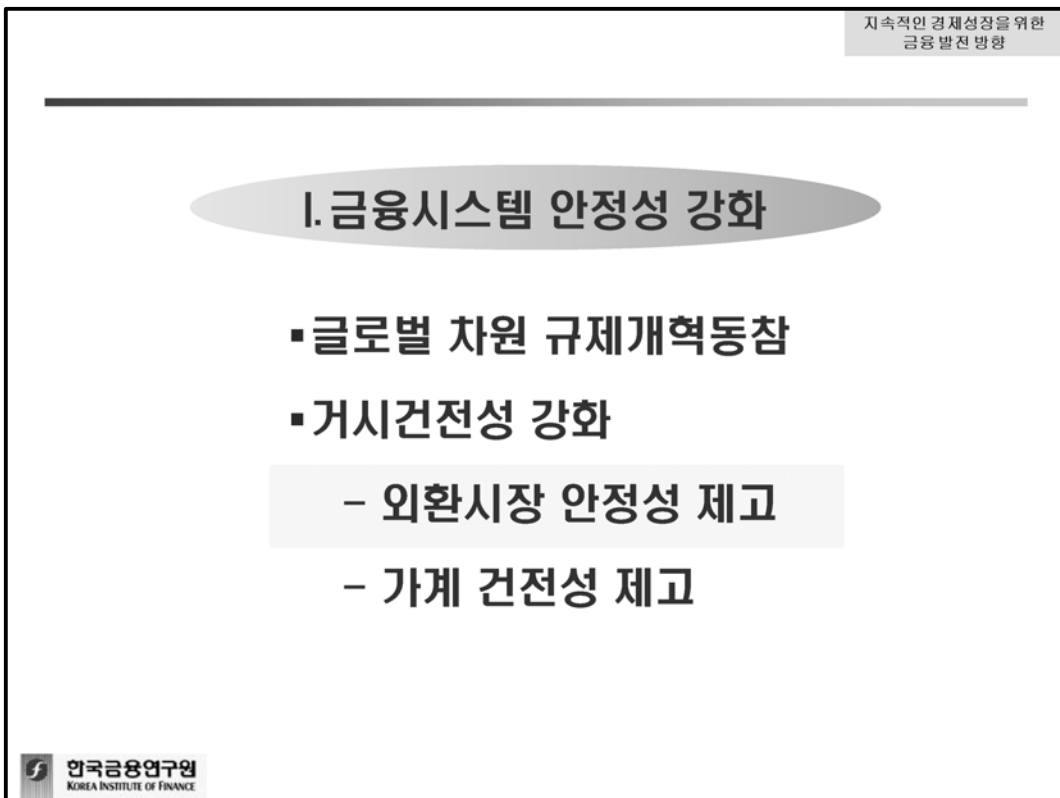 지속적인 경제성장을 위한
금융 발전 방향
Ⅰ. 금융시스템 안정성 강화
▪글로벌 차원 규제개혁동참
▪거시건전성 강화
– 외환시장 안정성 제고
– 가계 건전성 제고
한국금융연구원
KOREA INSTITUTE OF FINANCE